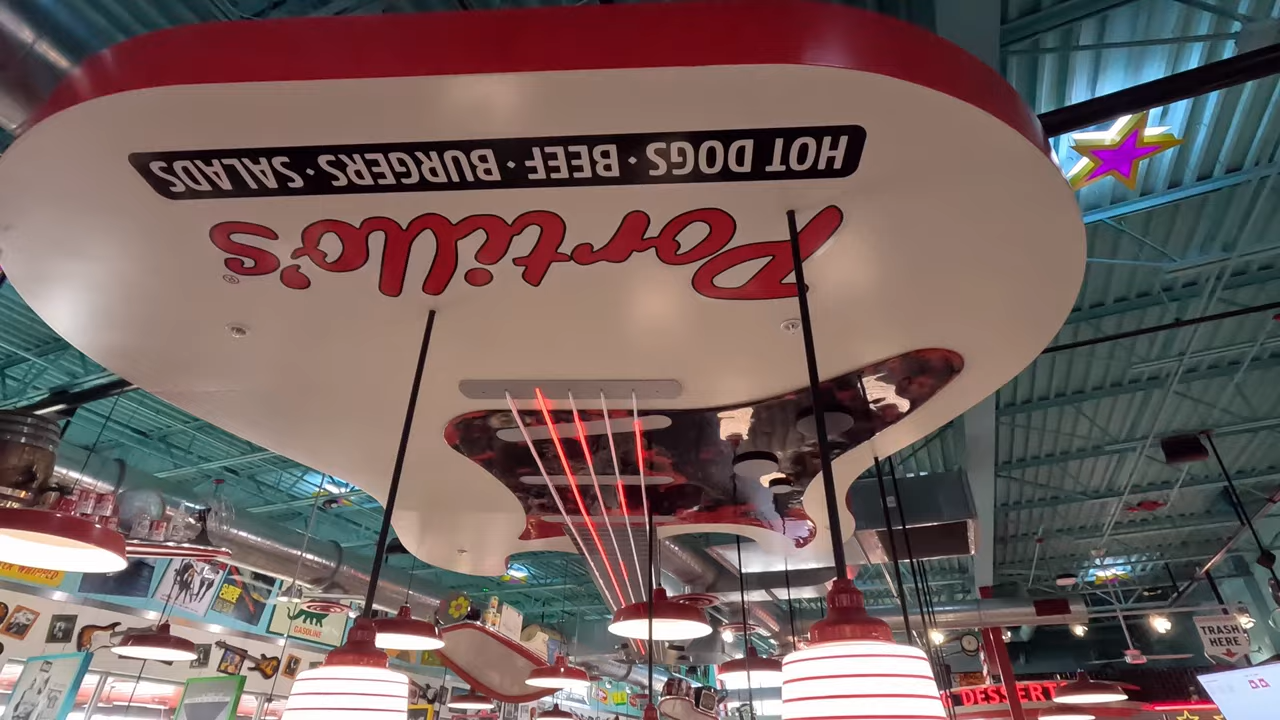 HOT DOGS · BEEF · BURGERS · SALADS
Portillo's
®
GASOLINE
TRASH
HERE
DESSERT